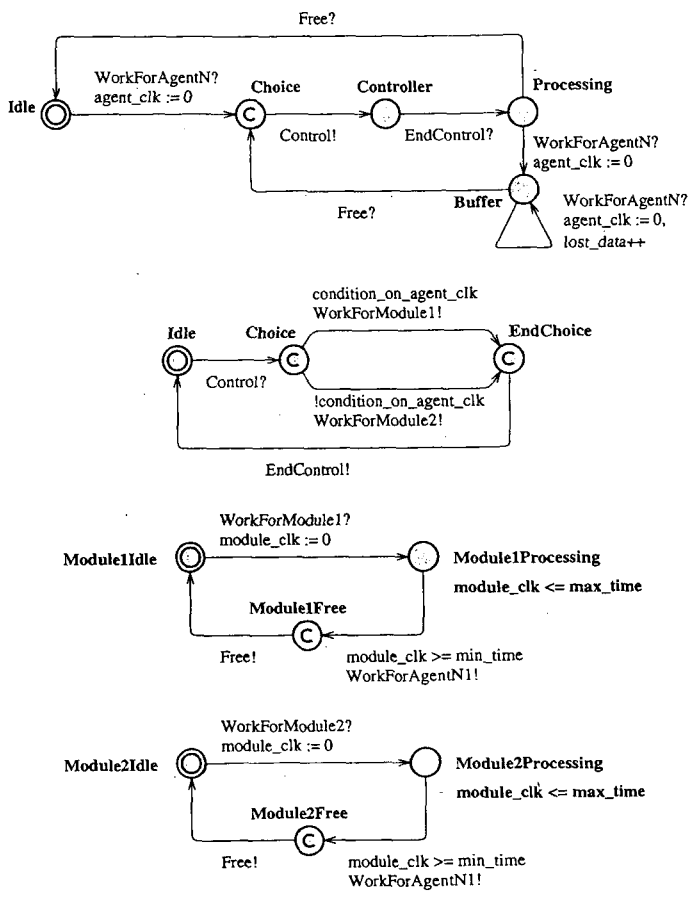 Free?
WorkForAgentN?
agent_clk := 0
Idle
Choice
Controller
Processing
C
Control!
EndControl?
WorkForAgentN?
agent_clk := 0
Buffer
Free?
WorkForAgentN?
agent_clk := 0,
lost_data++
condition_on_agent_clk
WorkForModule1!
Idle
Choice
EndChoice
C
C
Control?
!condition_on_agent_clk
WorkForModule2!
EndControl!
WorkForModule1?
module_clk := 0
Module1Idle
Module1Processing
module_clk <= max_time
Module1Free
C
Free!
module_clk >= min_time
WorkForAgentN1!
WorkForModule2?
module_clk := 0
Module2Idle
Module2Processing
module_clk <= max_time
Module2Free
C
Free!
module_clk >= min_time
WorkForAgentN1!